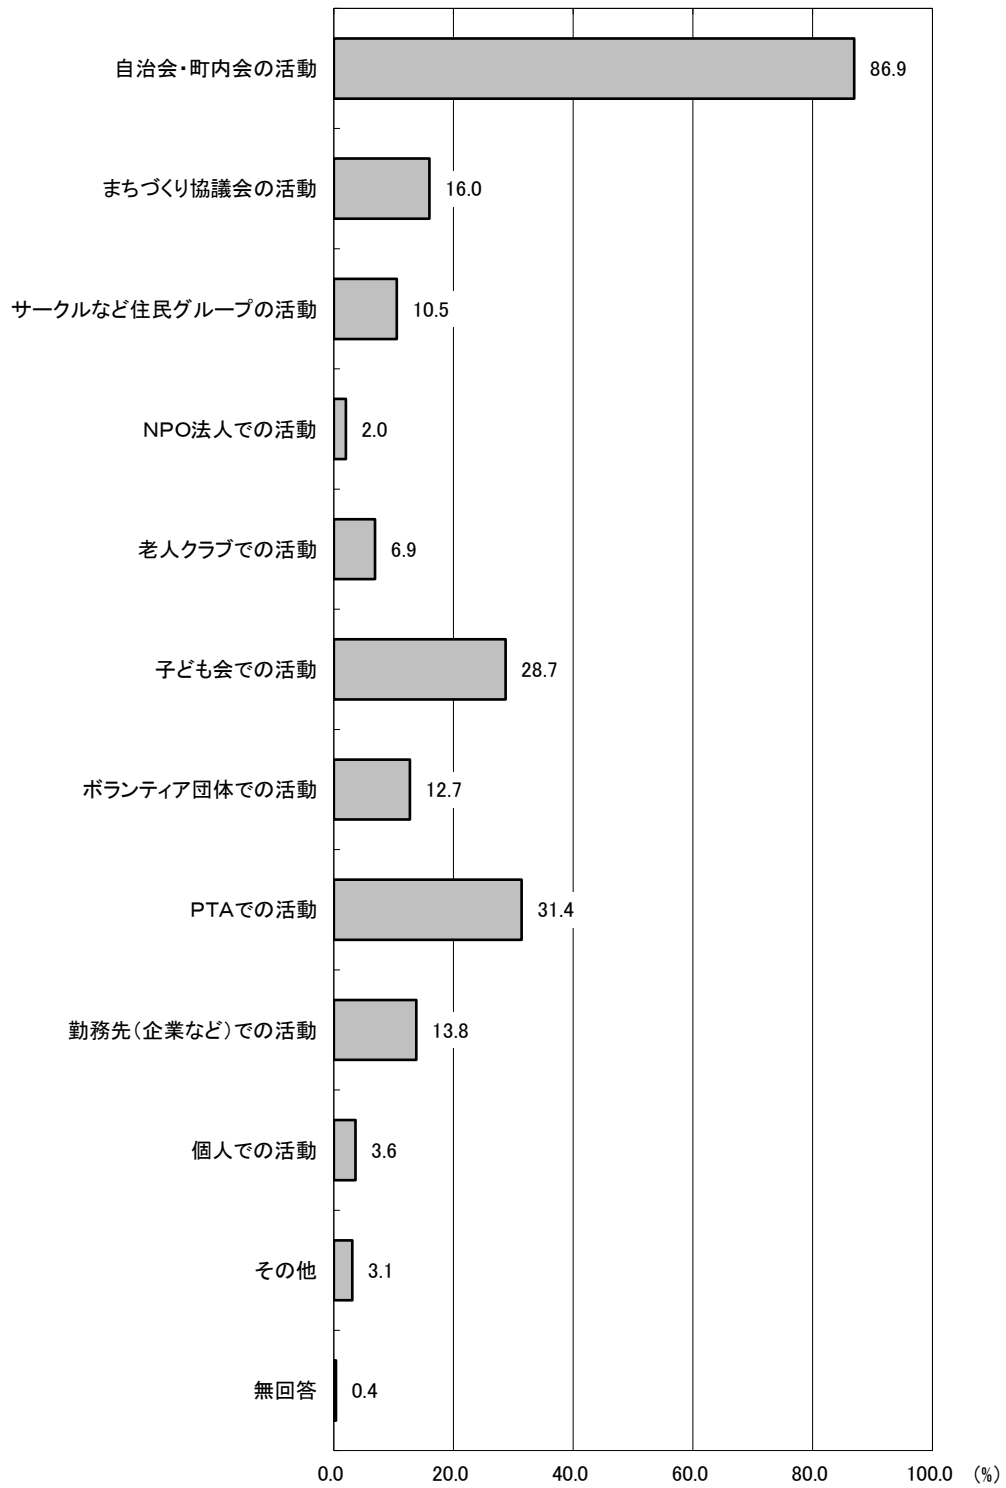 自治会・町内会の活動 86.9
まちづくり協議会の活動 16.0
サークルなど住民グループの活動 10.5
NPO法人での活動 2.0
老人クラブでの活動 6.9
子ども会での活動 28.7
ボランティア団体での活動 12.7
PTAでの活動 31.4
勤務先(企業など)での活動 13.8
個人での活動 3.6
その他 3.1
無回答 0.4
0.0 20.0 40.0 60.0 80.0 100.0 (%)